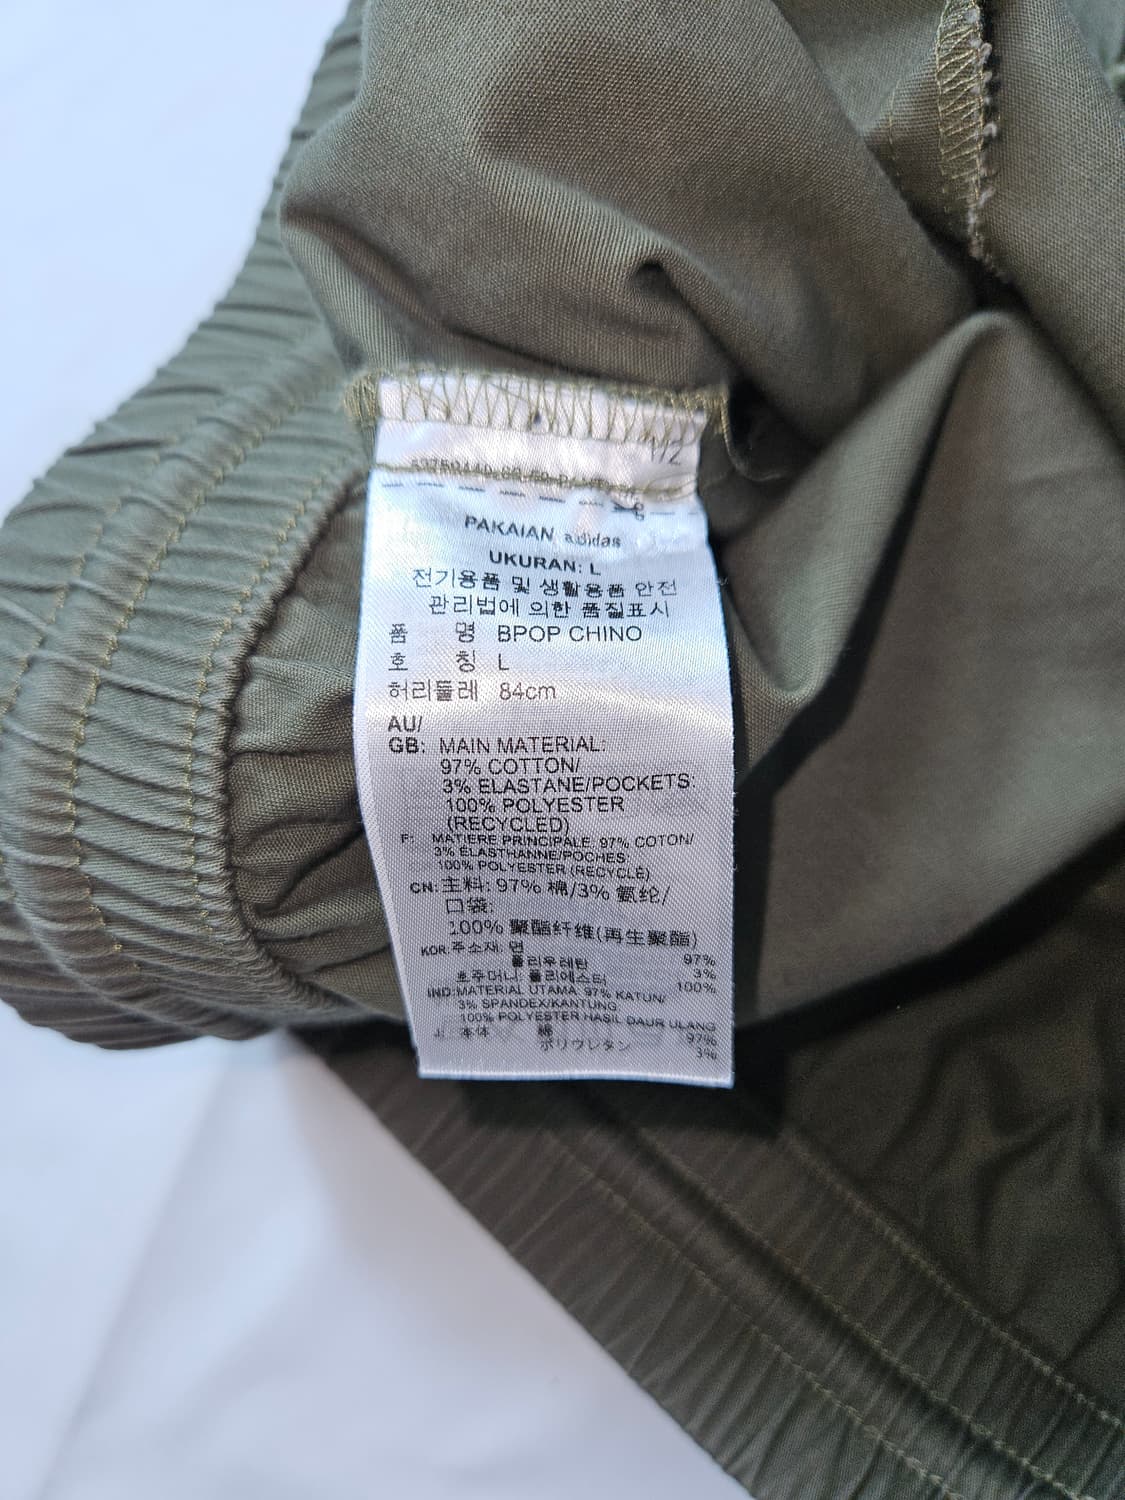 1/2
PAKAIAN adidas
UKURAN: L
전기용품 및 생활용품 안전
관리법에 의한 품질표시
품 명 BPOP CHINO
호 칭 L
허리둘레 84cm
AU/
GB: MAIN MATERIAL:
97% COTTON/
3% ELASTANE/POCKETS:
100% POLYESTER
(RECYCLED)
F: MATIERE PRINCIPALE, 97% COTON/
3% ELASTHANNE/POCHES:
100% POLYESTER (RECYCLE)
CN: 主料: 97% 棉/3% 氨纶/
口袋:
100% 聚酯纤维(再生聚酯)
KOR: 주소재: 면 97%
폴리우레탄 3%
호주머니: 폴리에스터 100%
IND: MATERIAL UTAMA, 97% KATUN/
3% SPANDEX/KANTUNG
100% POLYESTER HASIL DAUR ULANG
J: 本体 綿 97%
ポリウレタン 3%